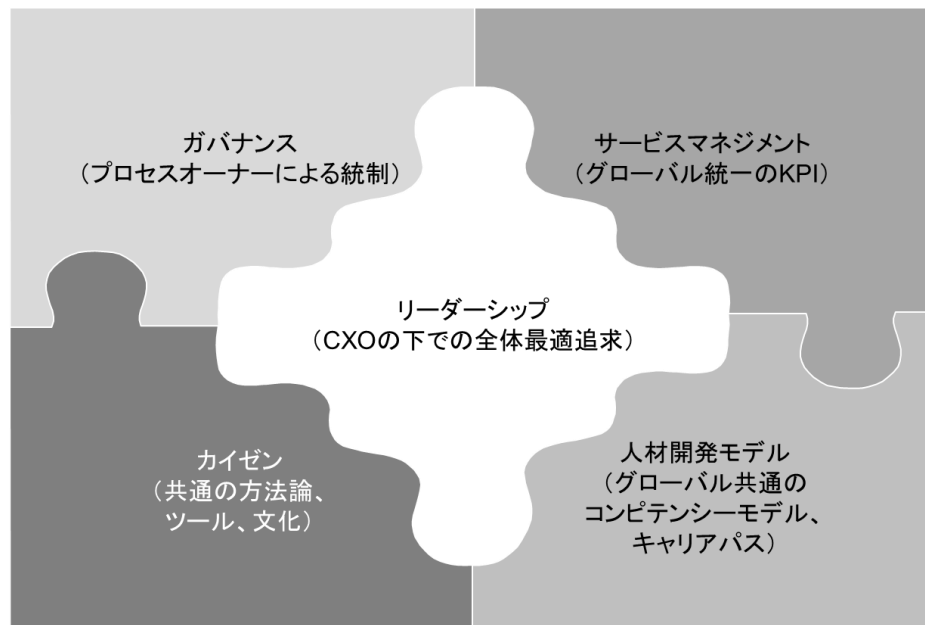 ガバナンス
（プロセスオーナーによる統制）
サービスマネジメント
（グローバル統一のKPI）
リーダーシップ
（CXOの下での全体最適追求）
カイゼン
（共通の方法論、
ツール、文化）
人材開発モデル
（グローバル共通の
コンピテンシーモデル、
キャリアパス）